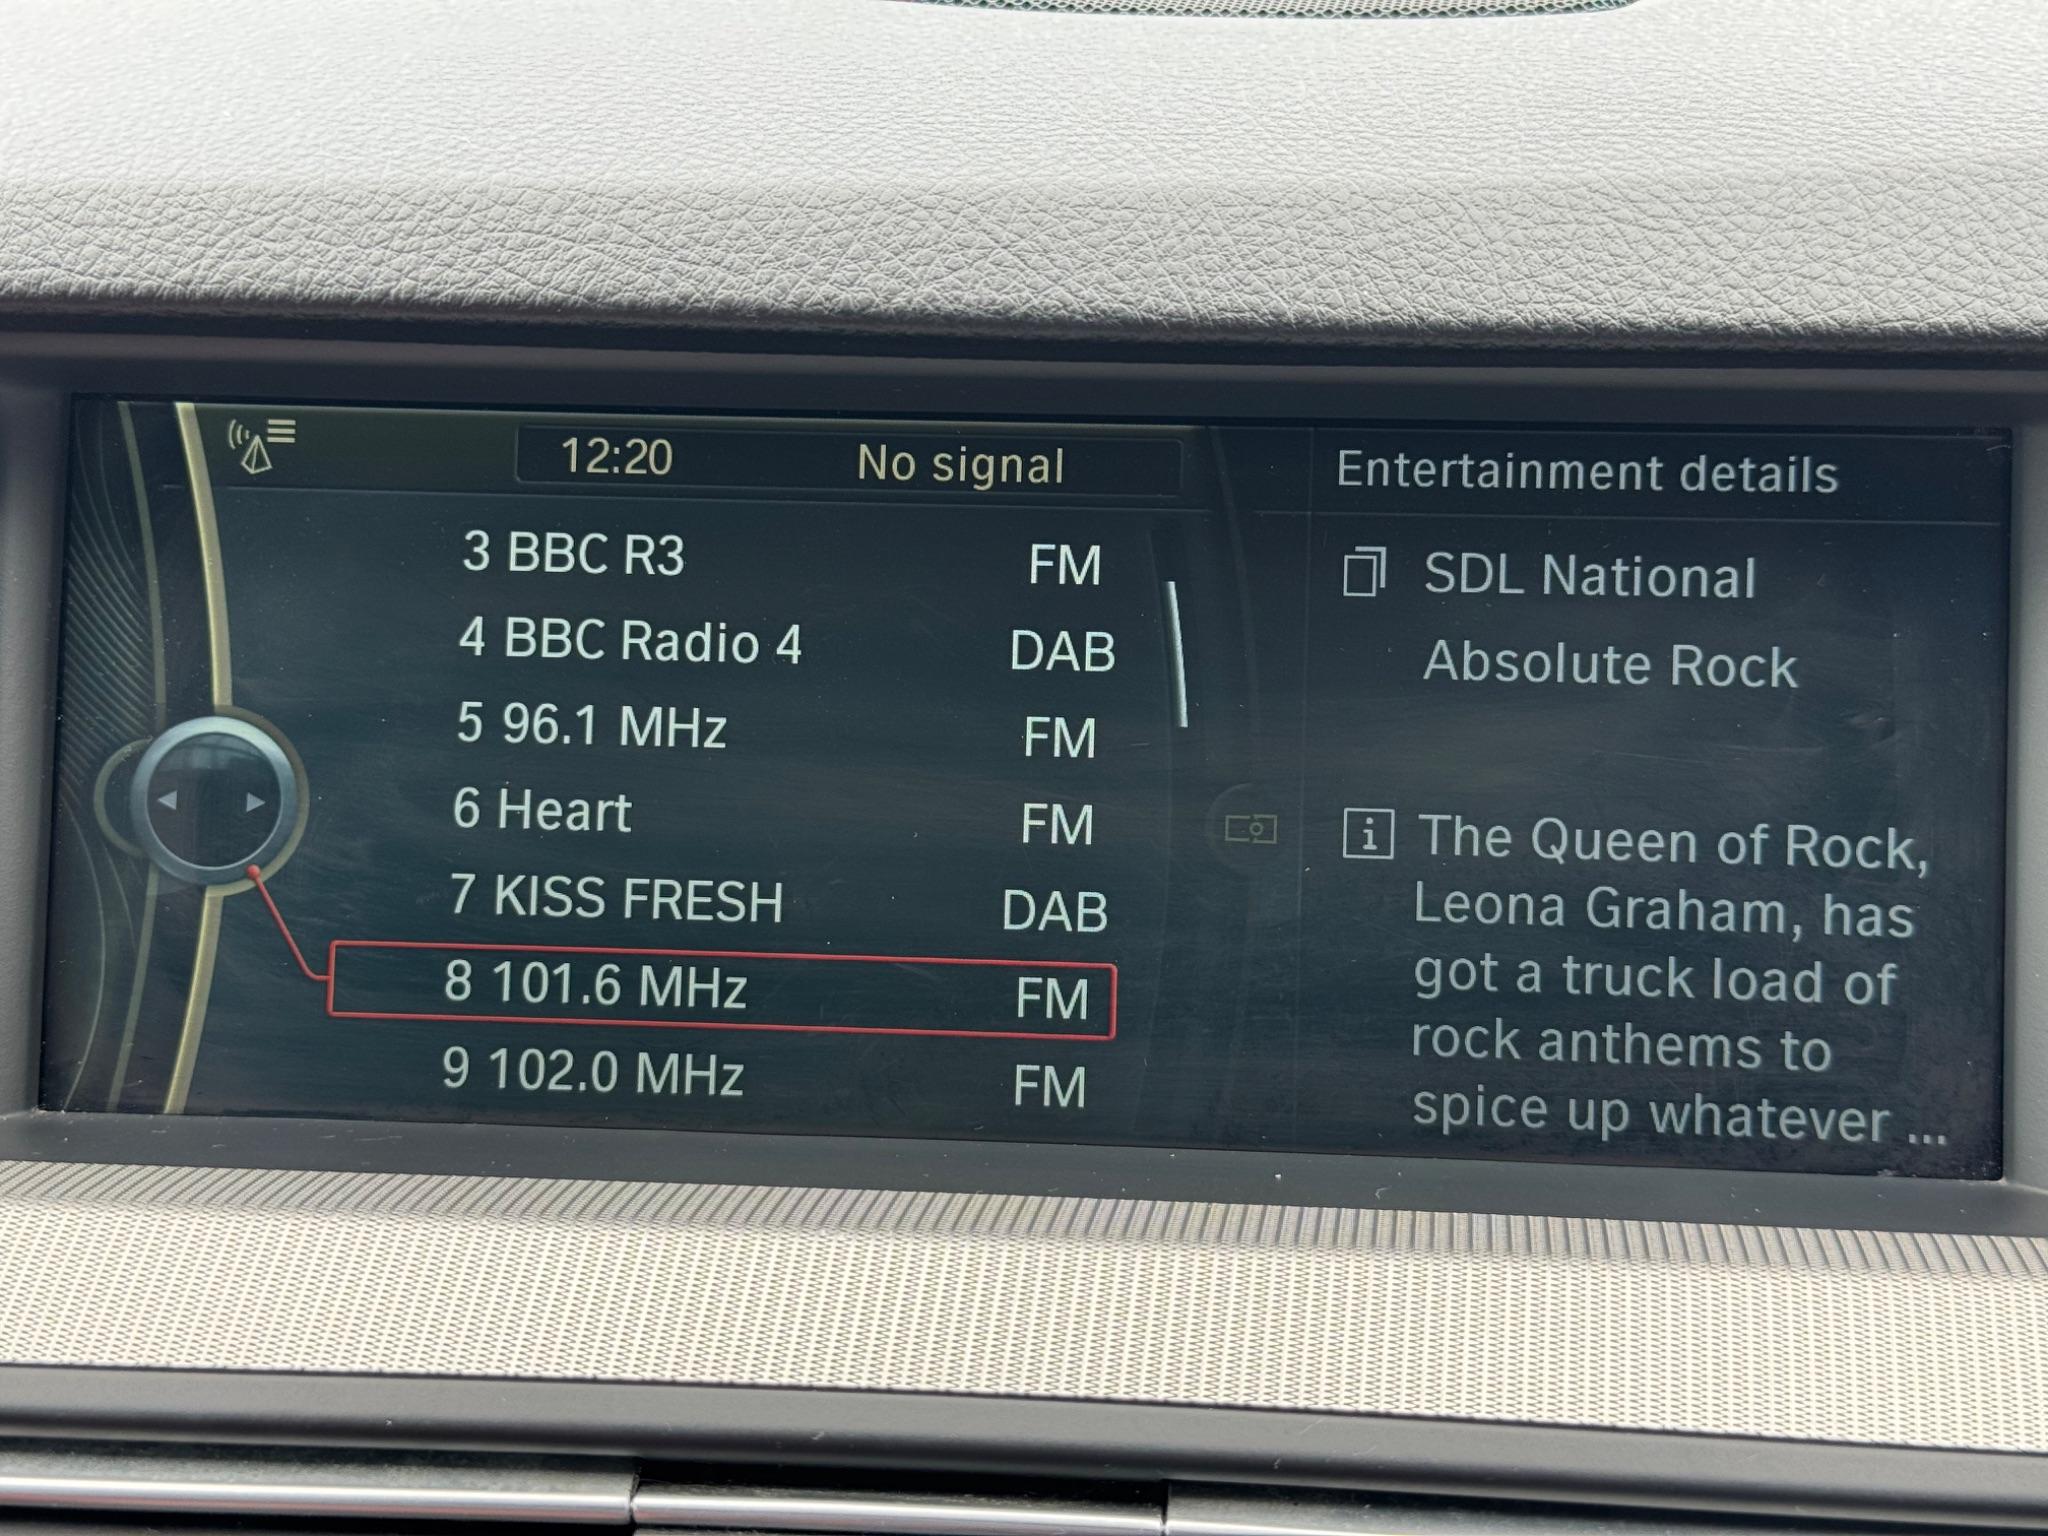 12:20 No signal
3 BBC R3 FM
4 BBC Radio 4 DAB
5 96.1 MHz FM
6 Heart FM
7 KISS FRESH DAB
8 101.6 MHz FM
9 102.0 MHz FM
Entertainment details
SDL National
Absolute Rock
The Queen of Rock,
Leona Graham, has
got a truck load of
rock anthems to
spice up whatever ...